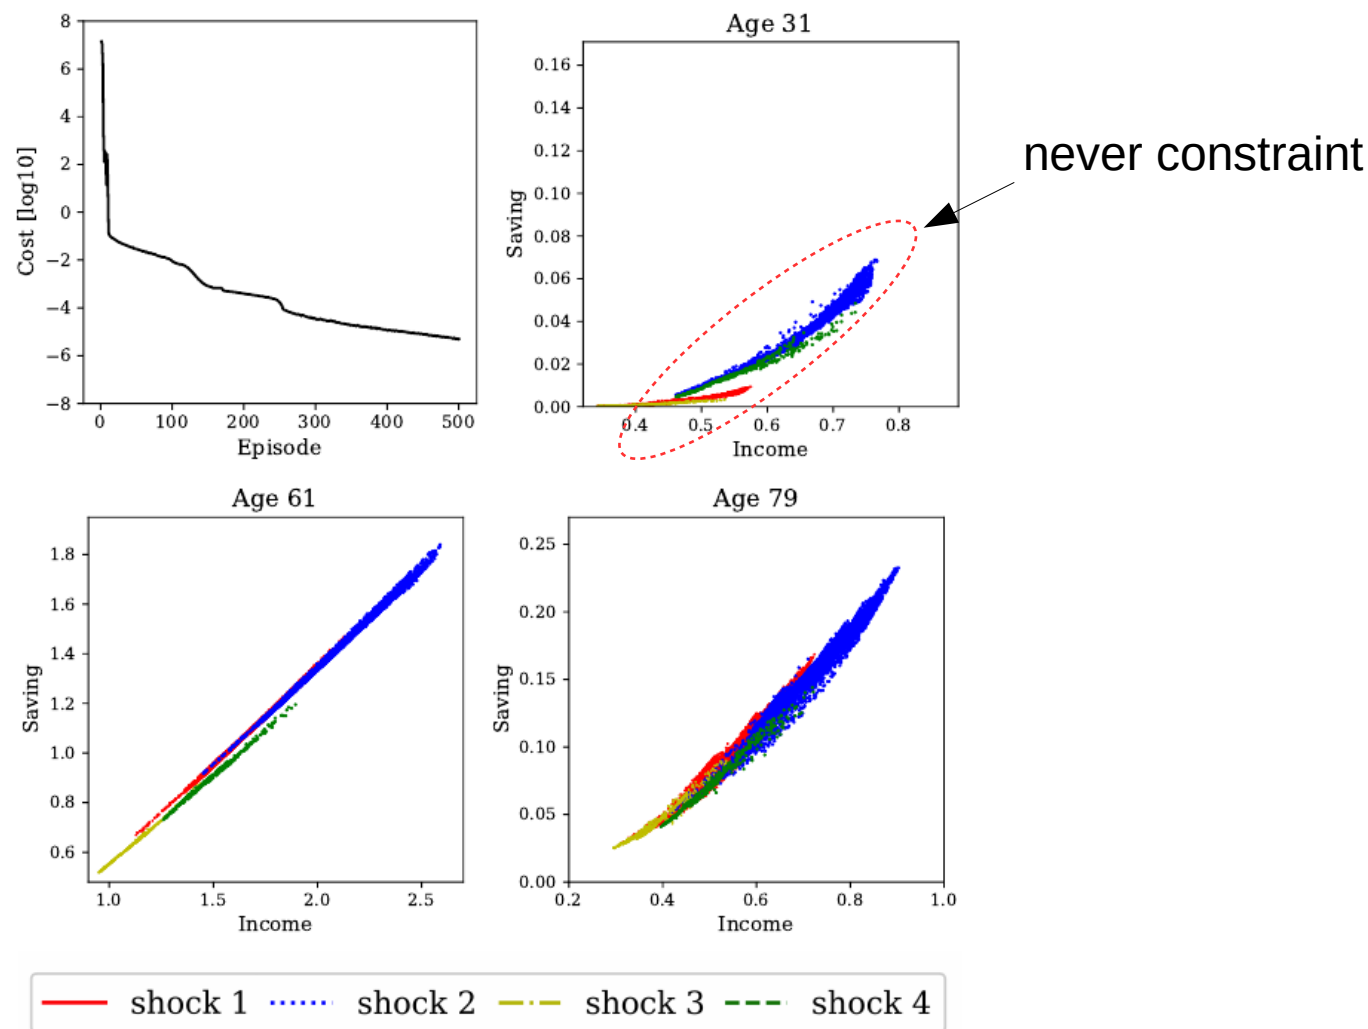 8
6
4
2
0
−2
−4
−6
−8
Cost [log10]
0 100 200 300 400 500
Episode
Age 31
0.16
0.14
0.12
0.10
0.08
0.06
0.04
0.02
0.00
Saving
0.4 0.5 0.6 0.7 0.8
Income
never constraint
Age 61
1.8
1.6
1.4
1.2
1.0
0.8
0.6
Saving
1.0 1.5 2.0 2.5
Income
Age 79
0.25
0.20
0.15
0.10
0.05
0.00
Saving
0.2 0.4 0.6 0.8 1.0
Income
shock 1 shock 2 shock 3 shock 4